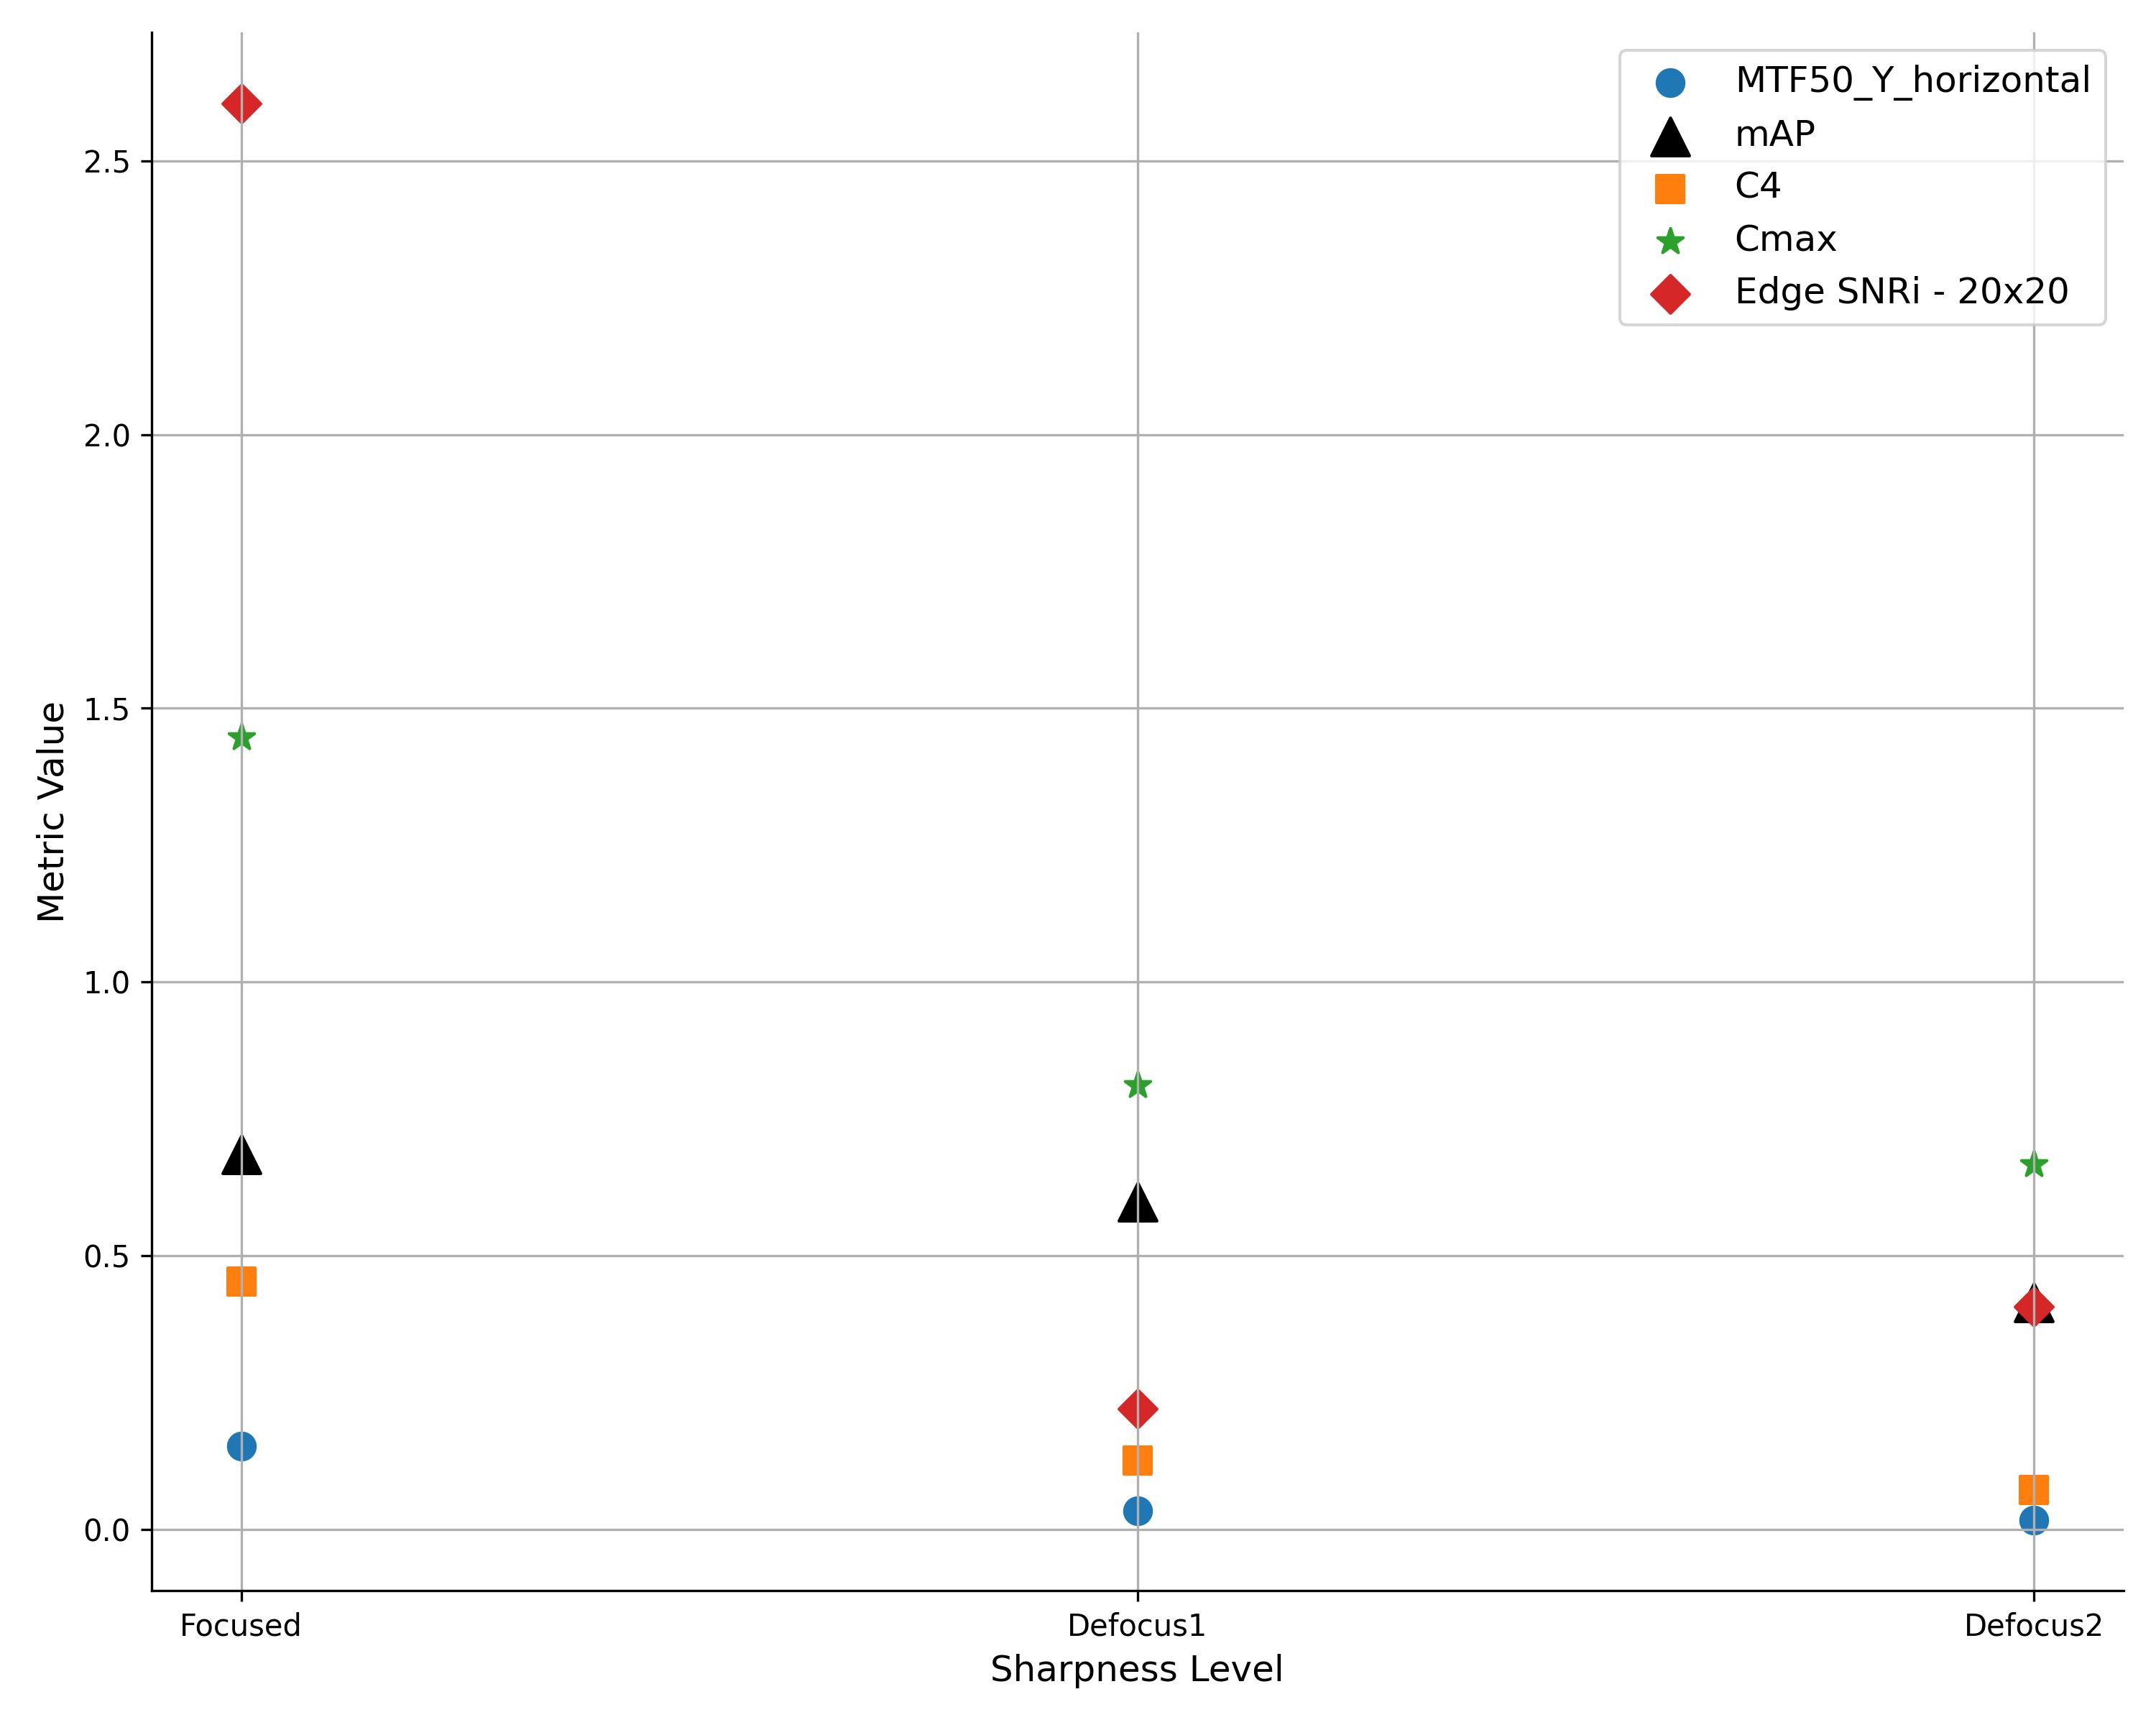 MTF50_Y_horizontal
mAP
C4
Cmax
Edge SNRi - 20x20
Metric Value
2.5
2.0
1.5
1.0
0.5
0.0
Focused
Defocus1
Defocus2
Sharpness Level